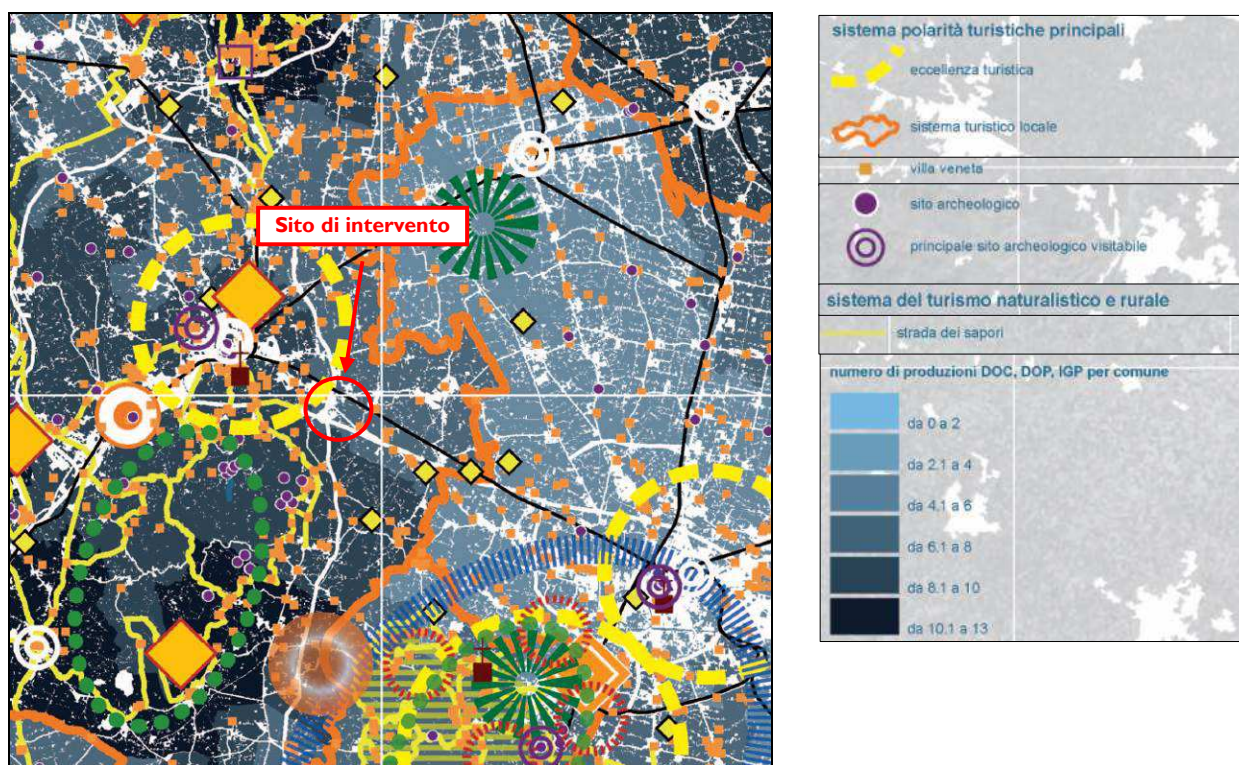 Sito di intervento
sistema polarità turistiche principali
eccellenza turistica
sistema turistico locale
villa veneta
sito archeologico
principale sito archeologico visitabile
sistema del turismo naturalistico e rurale
strada dei sapori
numero di produzioni DOC, DOP, IGP per comune
da 0 a 2
da 2.1 a 4
da 4.1 a 6
da 6.1 a 8
da 8.1 a 10
da 10.1 a 13